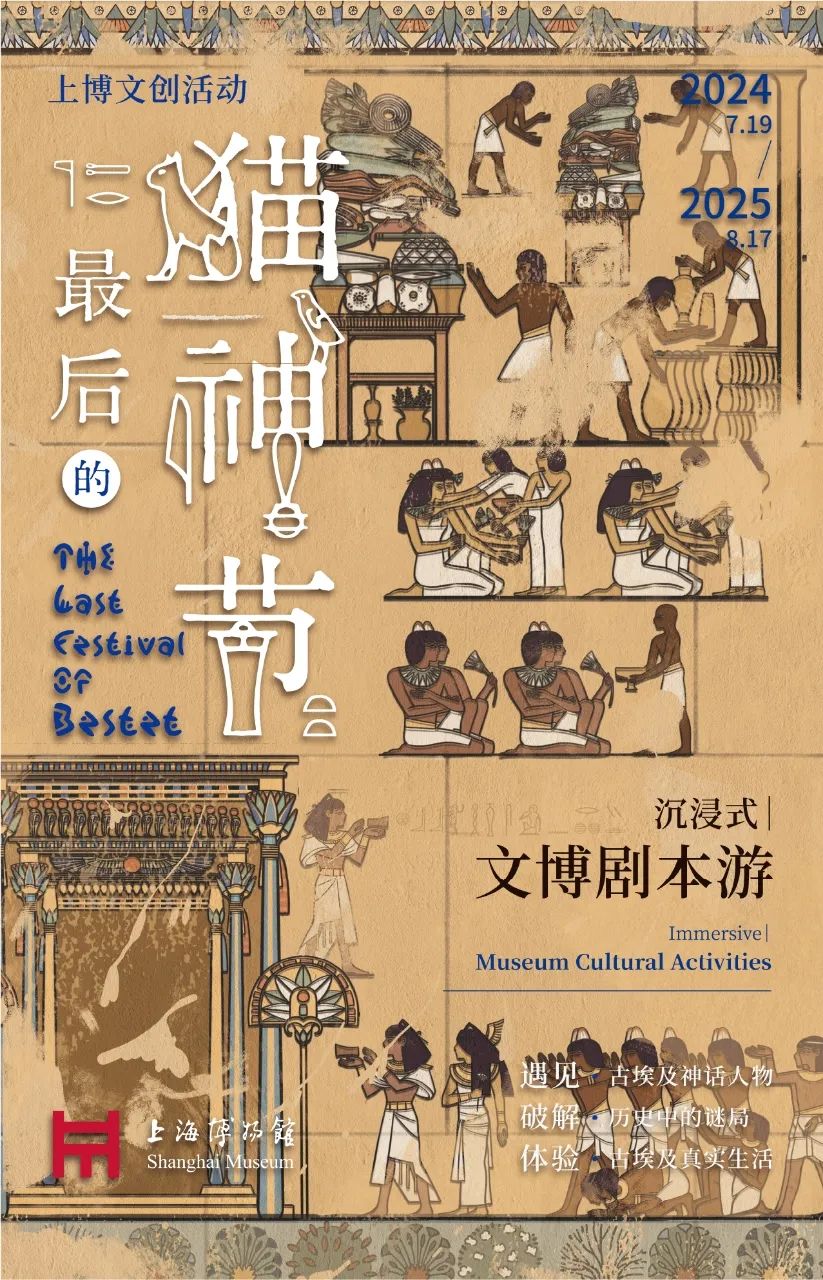 上博文创活动
2024
7.19
/
2025
8.17
最后
的
猫神节
THE
Last
Festival
OF
Bastet
沉浸式|
文博剧本游
Immersive|
Museum Cultural Activities
遇见·古埃及神话人物
破解·历史中的谜局
体验·古埃及真实生活
上海博物館
Shanghai Museum